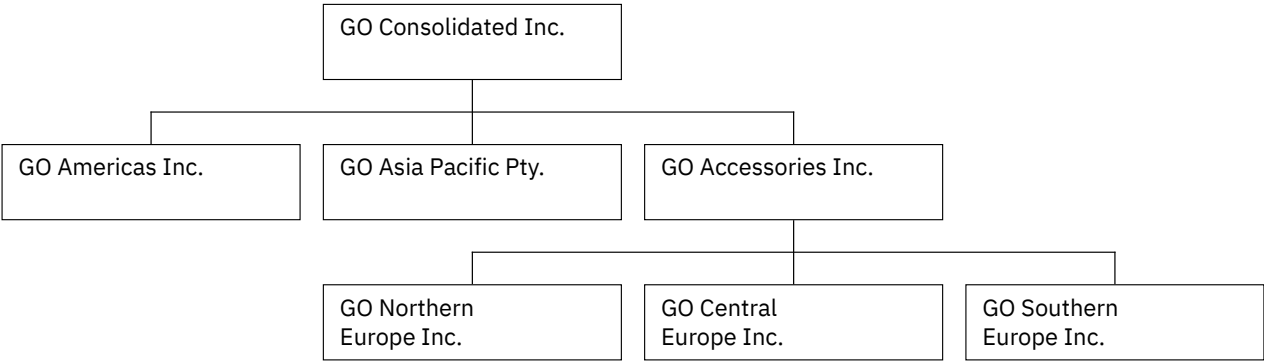 GO Consolidated Inc.
GO Americas Inc.
GO Asia Pacific Pty.
GO Accessories Inc.
GO Northern
Europe Inc.
GO Central
Europe Inc.
GO Southern
Europe Inc.